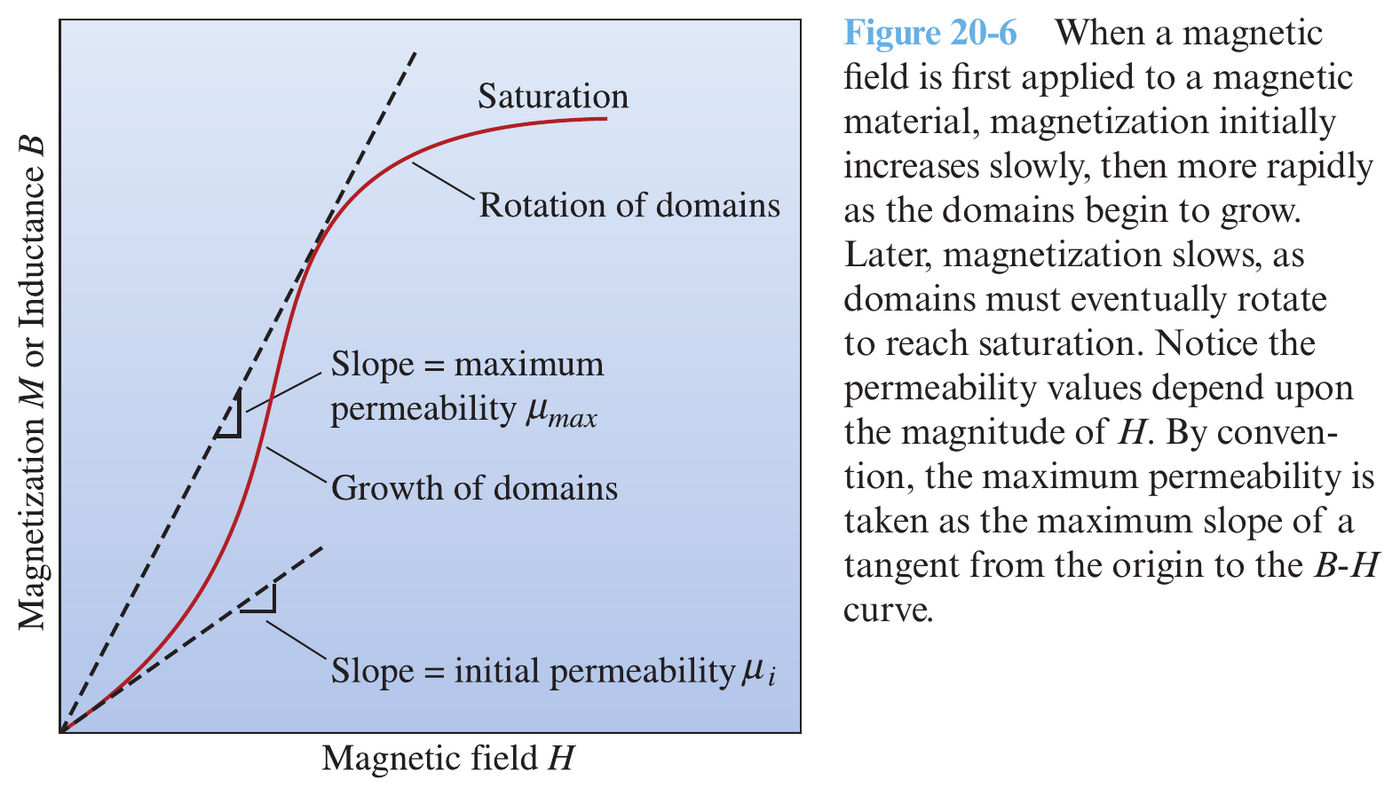 Magnetization M or Inductance B
Saturation
Rotation of domains
Slope = maximum
permeability μmax
Growth of domains
Slope = initial permeability μi
Magnetic field H
Figure 20-6 When a magnetic
field is first applied to a magnetic
material, magnetization initially
increases slowly, then more rapidly
as the domains begin to grow.
Later, magnetization slows, as
domains must eventually rotate
to reach saturation. Notice the
permeability values depend upon
the magnitude of H. By conven-
tion, the maximum permeability is
taken as the maximum slope of a
tangent from the origin to the B-H
curve.